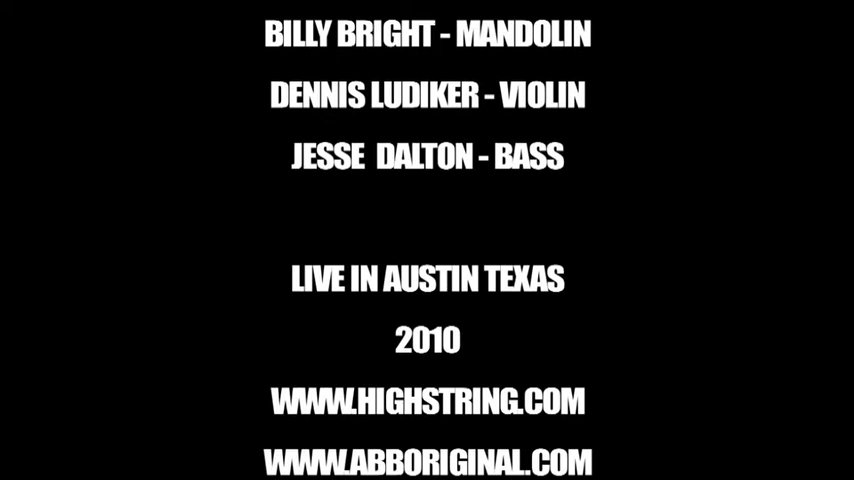 BILLY BRIGHT - MANDOLIN
DENNIS LUDIKER - VIOLIN
JESSE DALTON - BASS
LIVE IN AUSTIN TEXAS
2010
WWW.HIGHSTRING.COM
WWW.ABBORIGINAL.COM